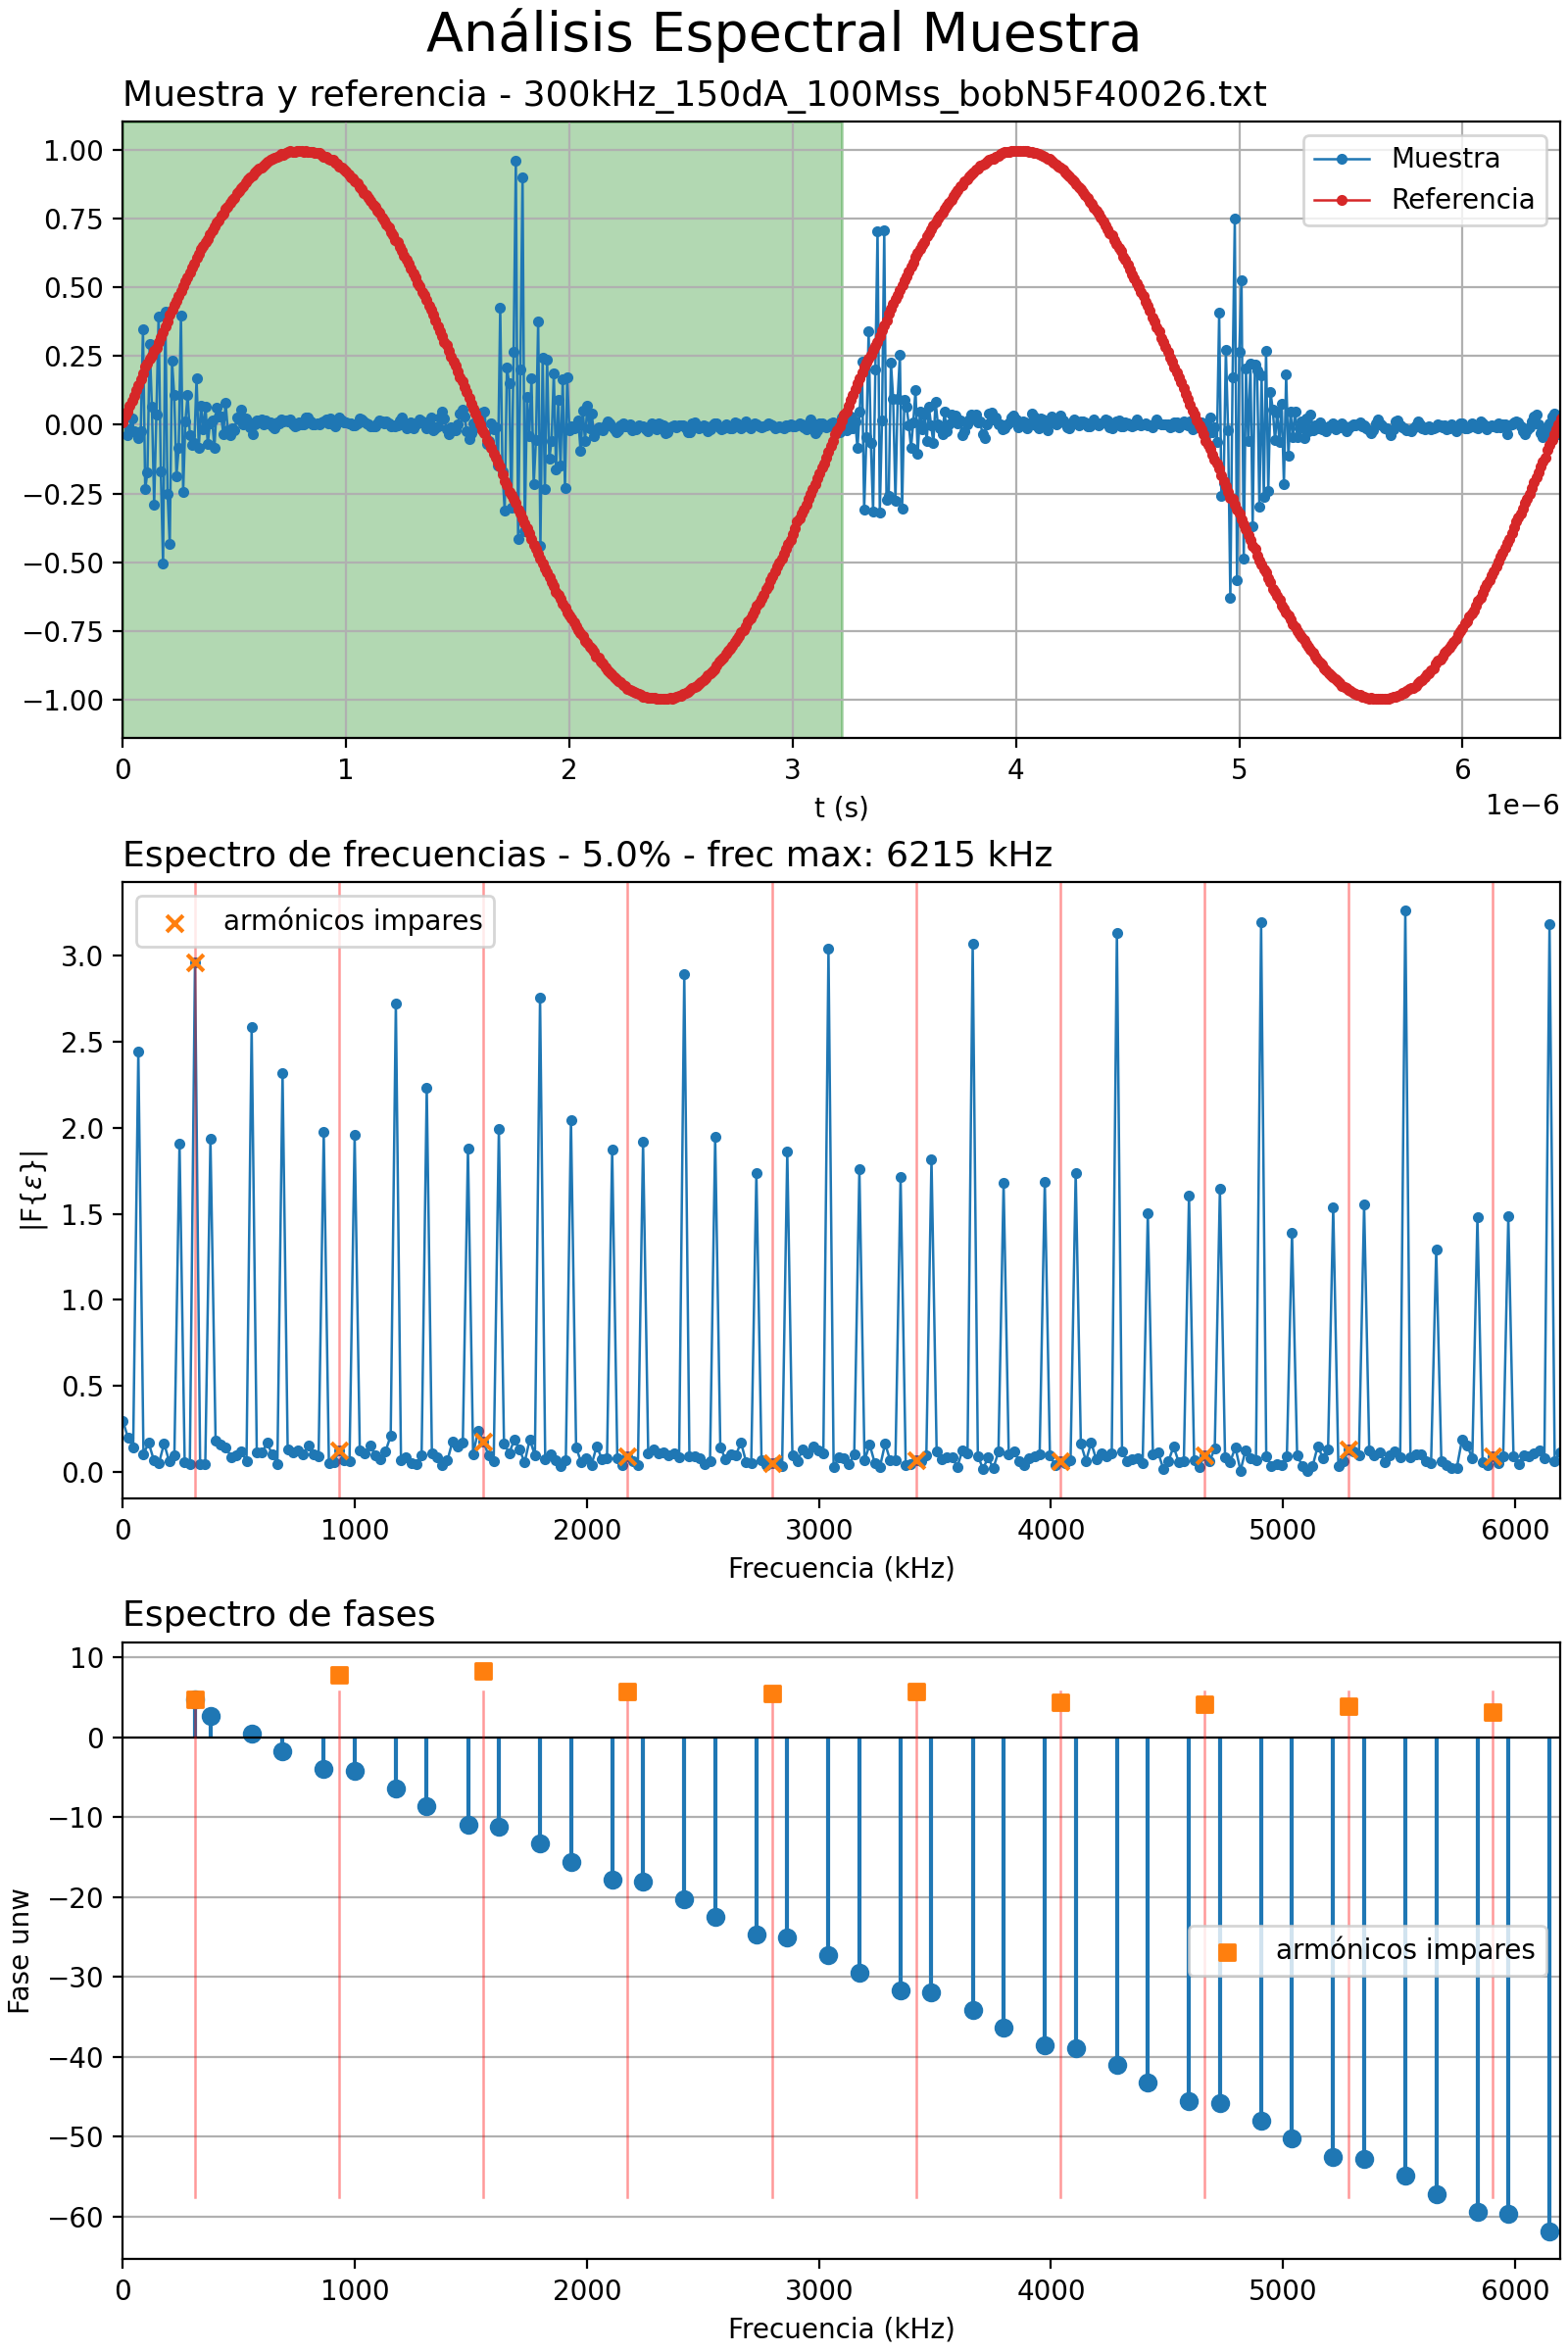 Análisis Espectral Muestra
Muestra y referencia - 300kHz_150dA_100Mss_bobN5F40026.txt
1.00
0.75
0.50
0.25
0.00
−0.25
−0.50
−0.75
−1.00
Muestra
Referencia
0 1 2 3 4 5 6
t (s)
1e−6
Espectro de frecuencias - 5.0% - frec max: 6215 kHz
armónicos impares
|F{ε}|
3.0
2.5
2.0
1.5
1.0
0.5
0.0
0 1000 2000 3000 4000 5000 6000
Frecuencia (kHz)
Espectro de fases
Fase unw
10
0
−10
−20
−30
−40
−50
−60
armónicos impares
0 1000 2000 3000 4000 5000 6000
Frecuencia (kHz)